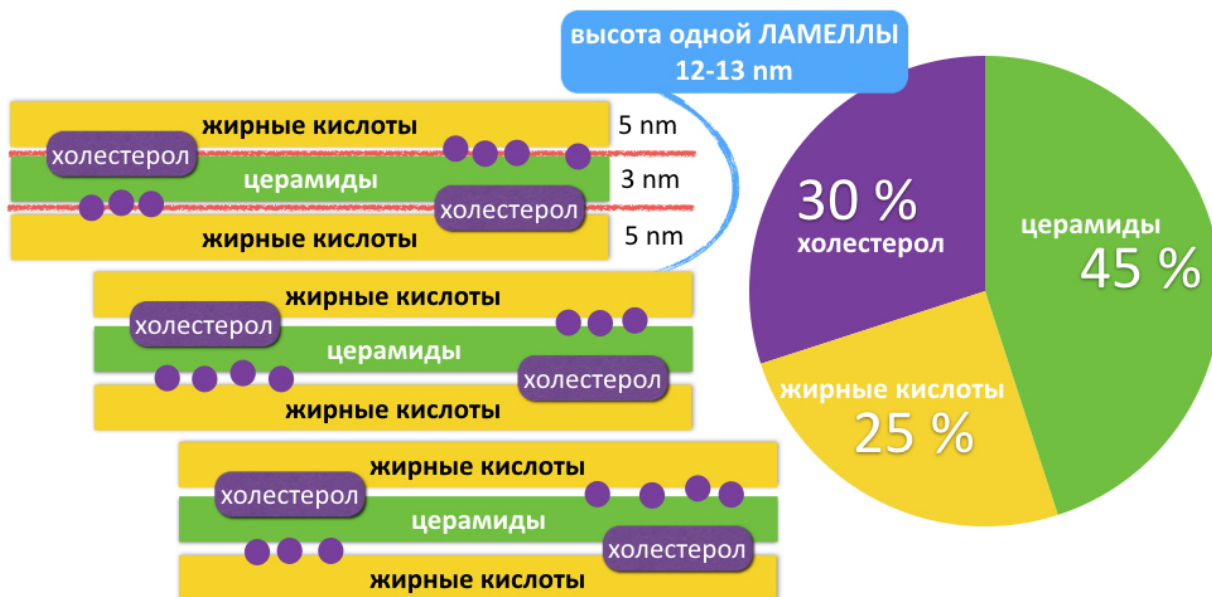 высота одной ЛАМЕЛЛЫ
12-13 nm
жирные кислоты
5 nm
холестерол
церамиды
3 nm
холестерол
жирные кислоты
5 nm
жирные кислоты
холестерол
церамиды
холестерол
жирные кислоты
жирные кислоты
холестерол
церамиды
холестерол
жирные кислоты
30 %
холестерол
церамиды
45 %
жирные кислоты
25 %